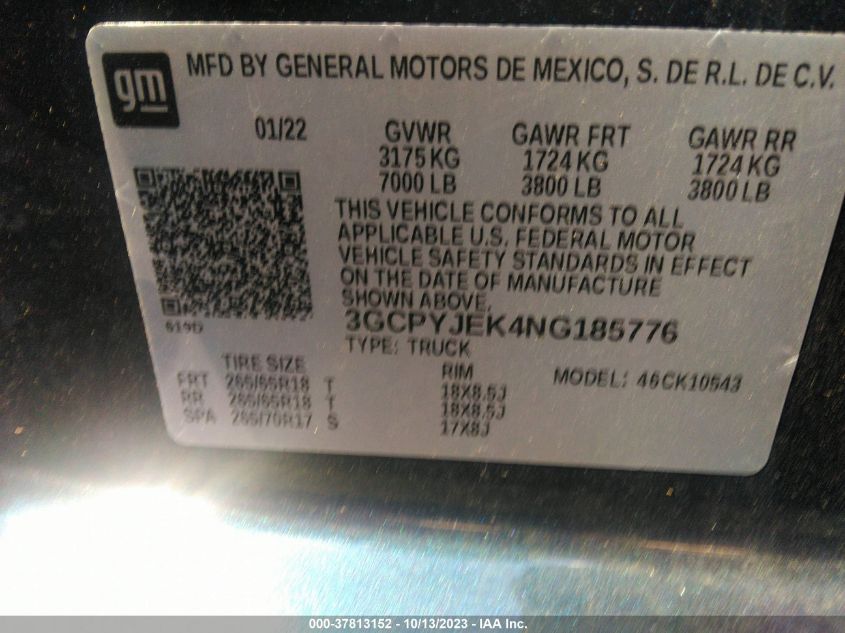 gm
MFD BY GENERAL MOTORS DE MEXICO, S. DE R.L. DE C.V.
01/22 GVWR GAWR FRT GAWR RR
3175 KG 1724 KG 1724 KG
7000 LB 3800 LB 3800 LB
THIS VEHICLE CONFORMS TO ALL
APPLICABLE U.S. FEDERAL MOTOR
VEHICLE SAFETY STANDARDS IN EFFECT
ON THE DATE OF MANUFACTURE
SHOWN ABOVE.
619D
3GCPYJEK4NG185776
TYPE: TRUCK
TIRE SIZE RIM MODEL: 46CK10543
FRT 265/65R18 T 18X8.5J
RR 265/65R18 T 18X8.5J
SPA 265/70R17 S 17X8J
000-37813152 - 10/13/2023 - IAA Inc.